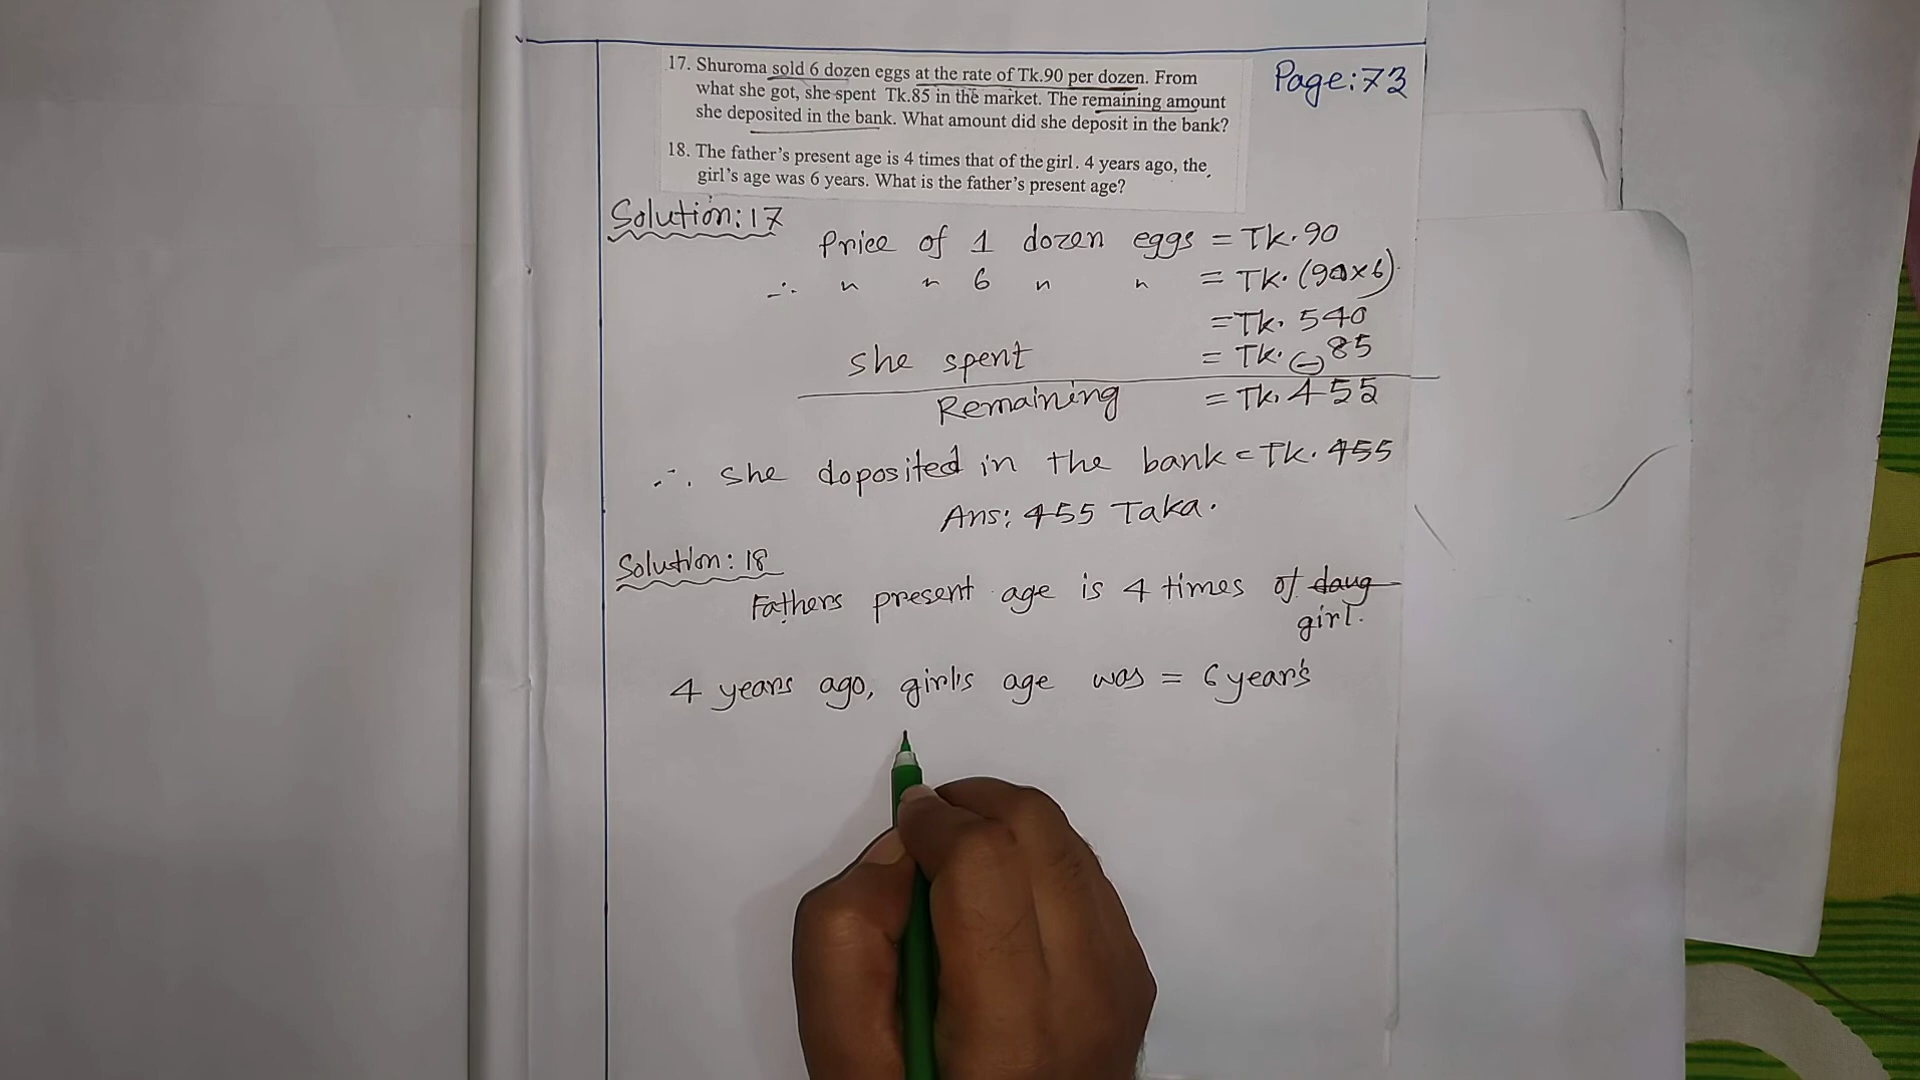 17. Shuroma sold 6 dozen eggs at the rate of Tk.90 per dozen. From
what she got, she spent Tk.85 in the market. The remaining amount
she deposited in the bank. What amount did she deposit in the bank?
18. The father's present age is 4 times that of the girl. 4 years ago, the
girl's age was 6 years. What is the father's present age?
Page:73
Solution:17
Price of 1 dozen eggs = Tk.90
∴ " " 6 " " = Tk. (90×6)
=Tk. 540
She spent = Tk. (-) 85
Remaining = Tk. 455
∴ She doposited in the bank = Tk. 455
Ans: 455 Taka.
Solution: 18
Fathers present age is 4 times of daug
girl.
4 years ago, girl's age was = 6 years